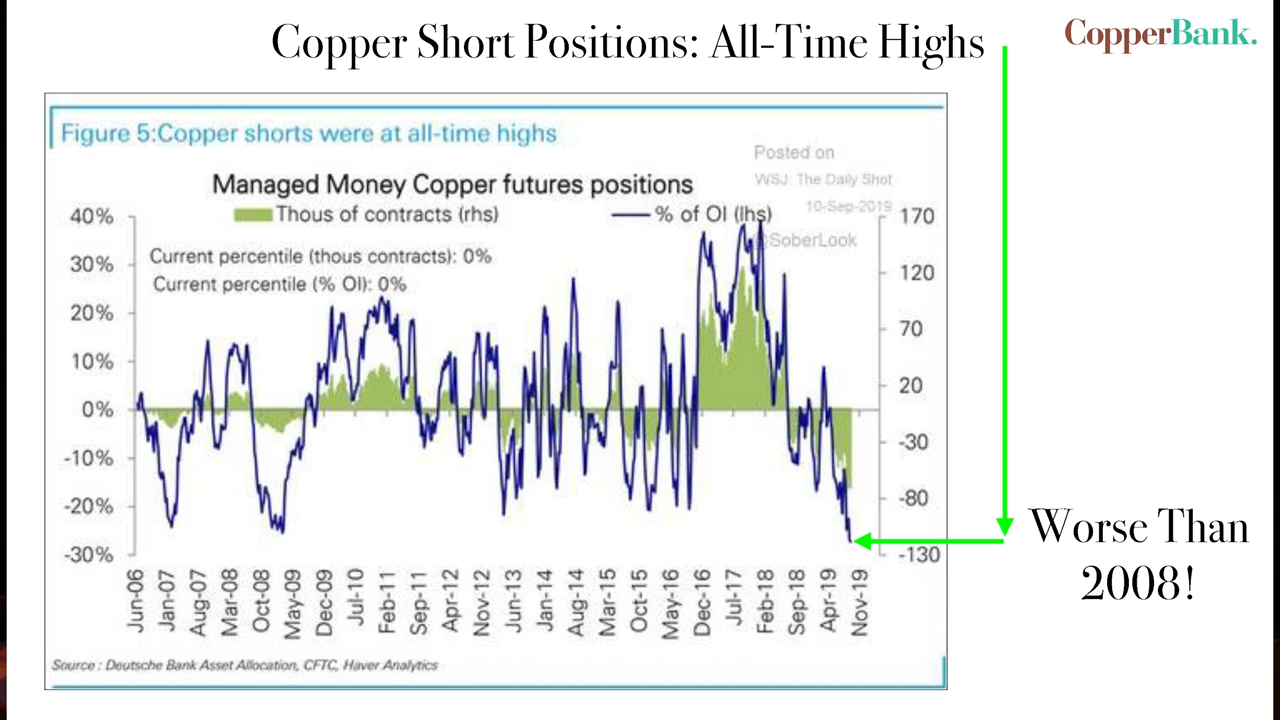 Copper Short Positions: All-Time Highs
CopperBank.
Figure 5:Copper shorts were at all-time highs
Posted on
WSJ: The Daily Shot
10-Sep-2019
@SoberLook
Managed Money Copper futures positions
Thous of contracts (rhs)
% of OI (lhs)
Current percentile (thous contracts): 0%
Current percentile (% OI): 0%
40%
30%
20%
10%
0%
-10%
-20%
-30%
170
120
70
20
-30
-80
-130
Jun-06
Jan-07
Aug-07
Mar-08
Oct-08
May-09
Dec-09
Jul-10
Feb-11
Sep-11
Apr-12
Nov-12
Jun-13
Jan-14
Aug-14
Mar-15
Oct-15
May-16
Dec-16
Jul-17
Feb-18
Sep-18
Apr-19
Nov-19
Worse Than
2008!
Source : Deutsche Bank Asset Allocation, CFTC, Haver Analytics